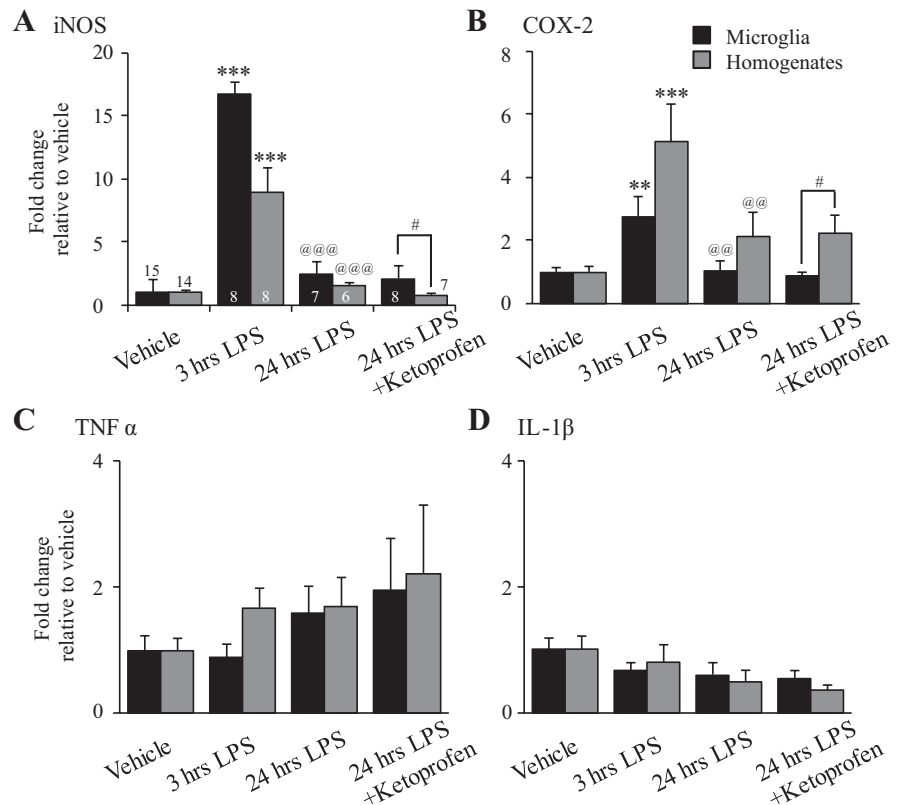 A iNOS
Fold change
relative to vehicle
20
15
10
5
0
***
***
@@@
@@@
#
15
14
8
8
7
6
8
7
Vehicle
3 hrs LPS
24 hrs LPS
24 hrs LPS
+Ketoprofen
B COX-2
Microglia
Homogenates
8
6
4
2
0
**
***
@@
@@
#
Vehicle
3 hrs LPS
24 hrs LPS
24 hrs LPS
+Ketoprofen
C TNF α
Fold change
relative to vehicle
4
2
0
Vehicle
3 hrs LPS
24 hrs LPS
24 hrs LPS
+Ketoprofen
D IL-1β
4
2
0
Vehicle
3 hrs LPS
24 hrs LPS
24 hrs LPS
+Ketoprofen